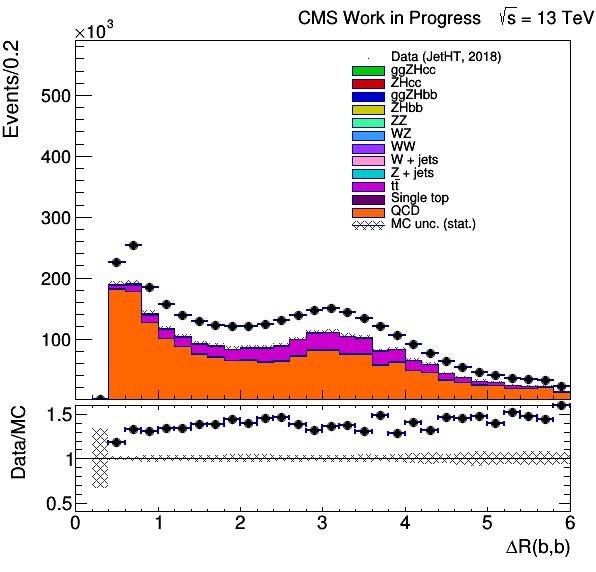 CMS Work in Progress √s = 13 TeV
×10³
Events/0.2
500
400
300
200
100
Data (JetHT, 2018)
ggZHcc
ZHcc
ggZHbb
ZHbb
ZZ
WZ
WW
W + jets
Z + jets
tt̄
Single top
QCD
MC unc. (stat.)
Data/MC
1.5
1
0.5
0 1 2 3 4 5 6
ΔR(b,b)